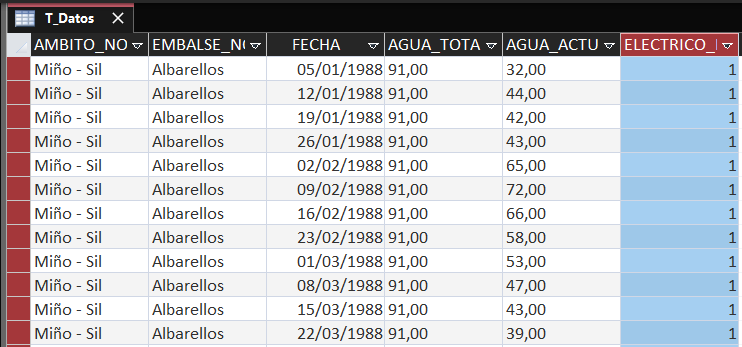 T_Datos
AMBITO_NO EMBALSE_NO FECHA AGUA_TOTA AGUA_ACTU ELECTRICO_
Miño - Sil Albarellos 05/01/1988 91,00 32,00 1
Miño - Sil Albarellos 12/01/1988 91,00 44,00 1
Miño - Sil Albarellos 19/01/1988 91,00 42,00 1
Miño - Sil Albarellos 26/01/1988 91,00 43,00 1
Miño - Sil Albarellos 02/02/1988 91,00 65,00 1
Miño - Sil Albarellos 09/02/1988 91,00 72,00 1
Miño - Sil Albarellos 16/02/1988 91,00 66,00 1
Miño - Sil Albarellos 23/02/1988 91,00 58,00 1
Miño - Sil Albarellos 01/03/1988 91,00 53,00 1
Miño - Sil Albarellos 08/03/1988 91,00 47,00 1
Miño - Sil Albarellos 15/03/1988 91,00 43,00 1
Miño - Sil Albarellos 22/03/1988 91,00 39,00 1